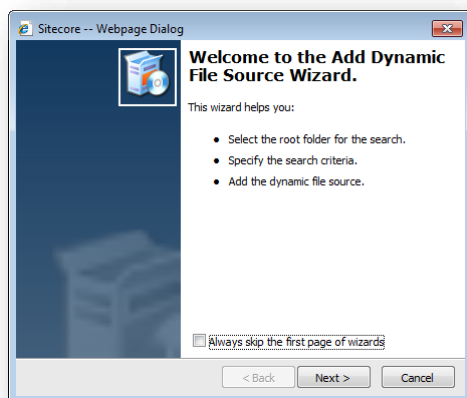 Sitecore -- Webpage Dialog
Welcome to the Add Dynamic
File Source Wizard.
This wizard helps you:
• Select the root folder for the search.
• Specify the search criteria.
• Add the dynamic file source.
Always skip the first page of wizards
< Back
Next >
Cancel